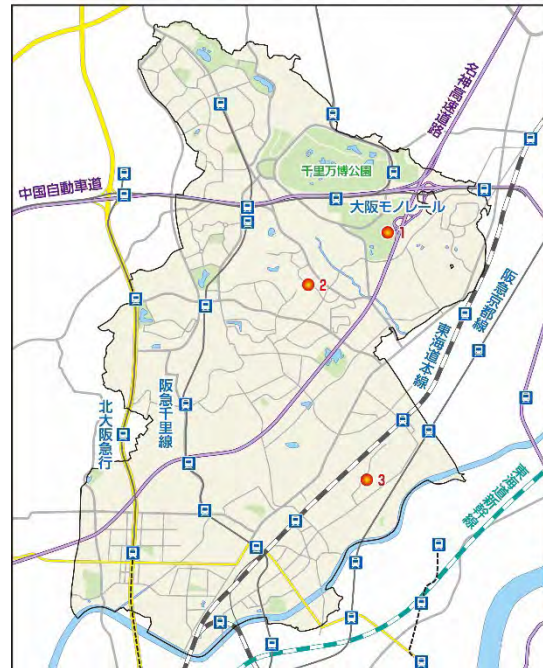 名神高速道路
千里万博公園
中国自動車道
大阪モノレール
1
2
阪急京都線
東海道本線
阪急千里線
北大阪急行
3
東海道新幹線